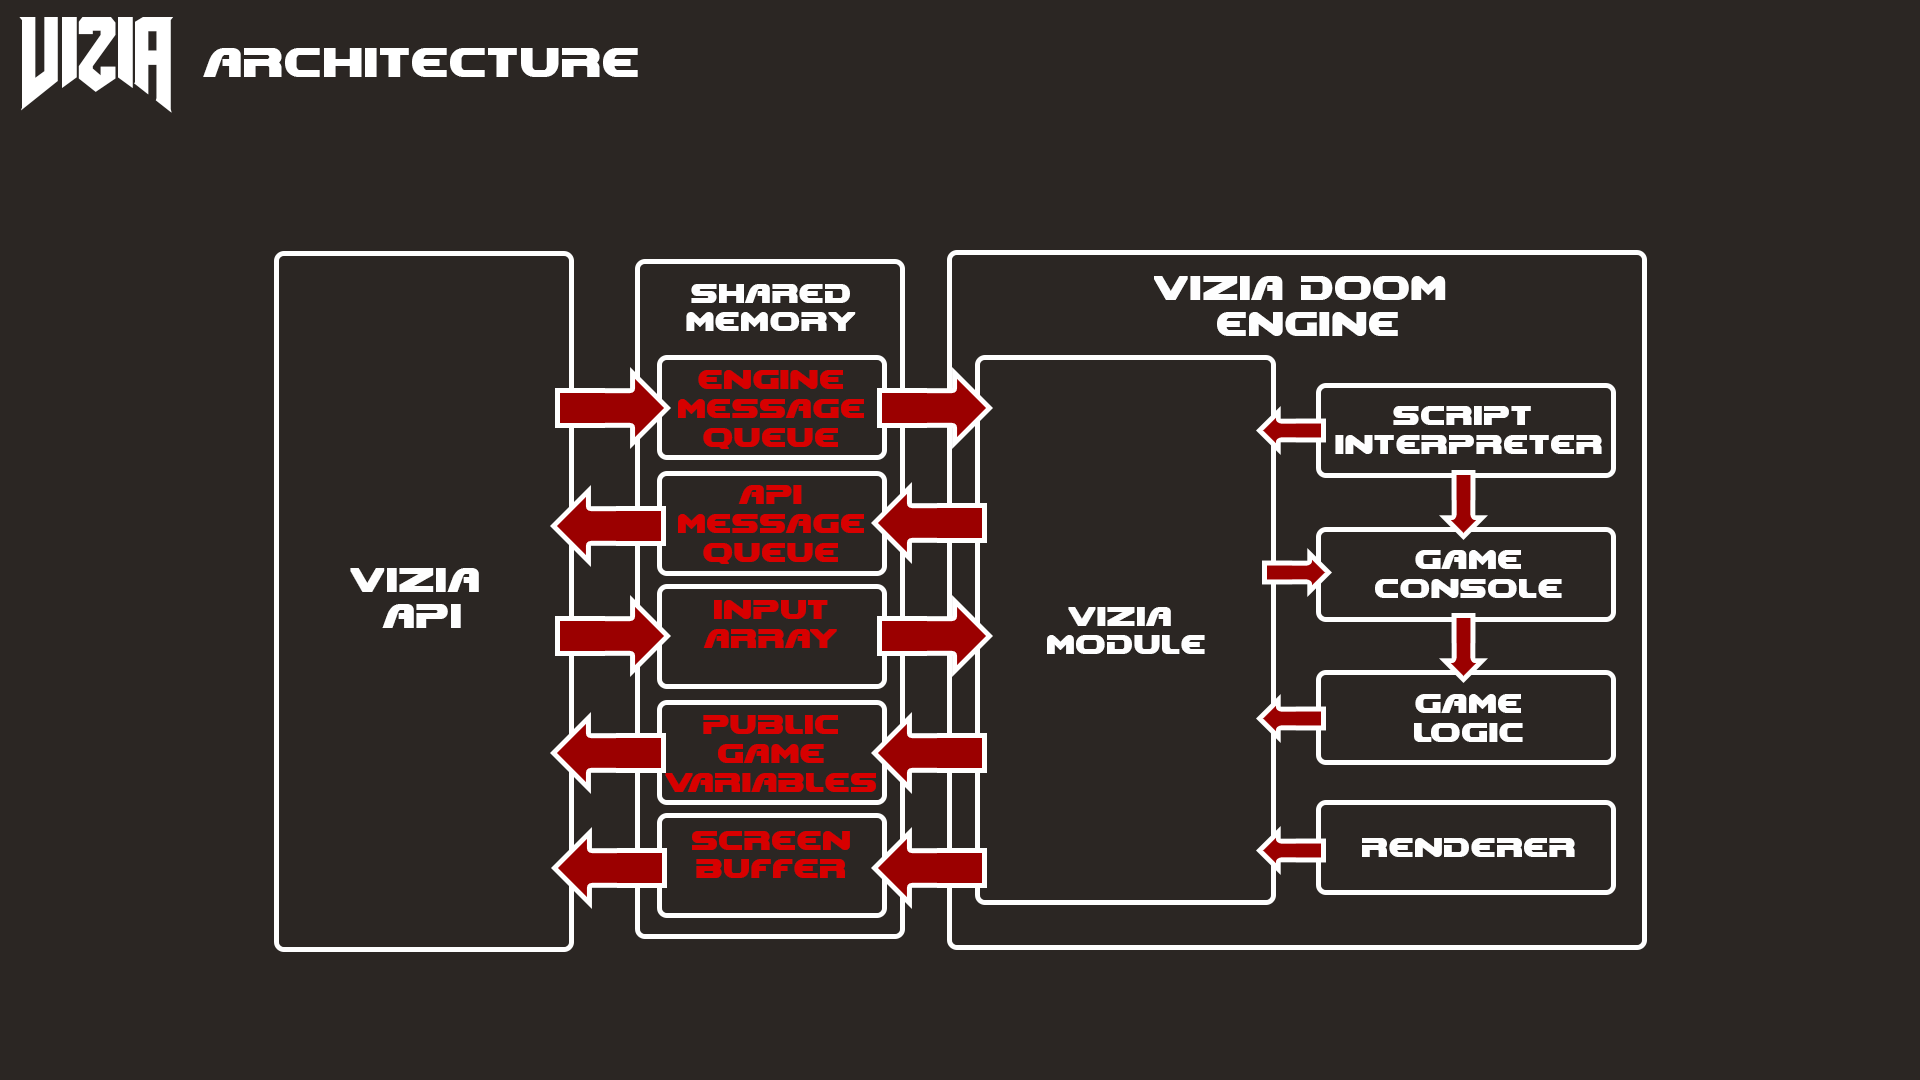 VIZIA ARCHITECTURE
VIZIA
API
SHARED
MEMORY
ENGINE
MESSAGE
QUEUE
API
MESSAGE
QUEUE
INPUT
ARRAY
PUBLIC
GAME
VARIABLES
SCREEN
BUFFER
VIZIA DOOM
ENGINE
VIZIA
MODULE
SCRIPT
INTERPRETER
GAME
CONSOLE
GAME
LOGIC
RENDERER